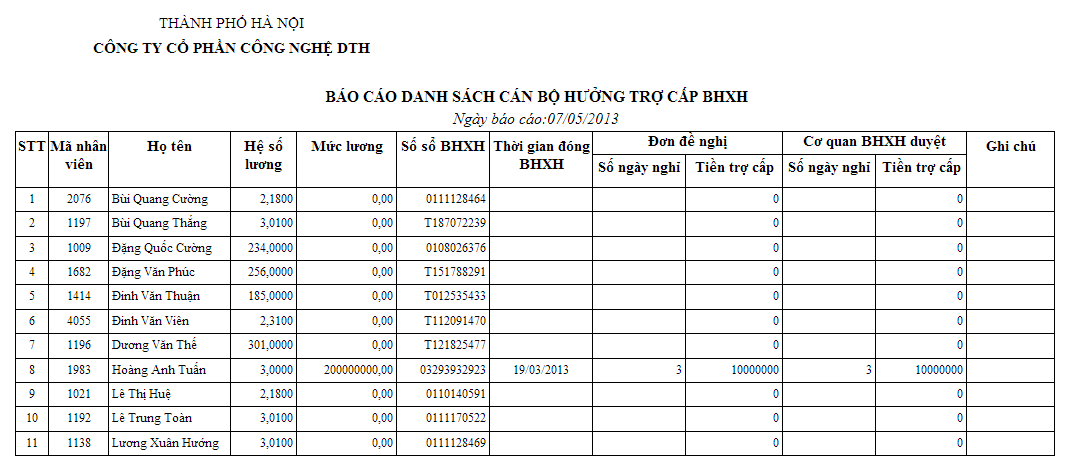 THÀNH PHỐ HÀ NỘI
CÔNG TY CỔ PHẦN CÔNG NGHỆ DTH
BÁO CÁO DANH SÁCH CÁN BỘ HƯỞNG TRỢ CẤP BHXH
Ngày báo cáo:07/05/2013
STT Mã nhân viên Họ tên Hệ số lương Mức lương Số sổ BHXH Thời gian đóng BHXH Đơn đề nghị Cơ quan BHXH duyệt Ghi chú
Số ngày nghỉ Tiền trợ cấp Số ngày nghỉ Tiền trợ cấp
1 2076 Bùi Quang Cường 2,1800 0,00 0111128464 0 0
2 1197 Bùi Quang Thắng 3,0100 0,00 T187072239 0 0
3 1009 Đặng Quốc Cường 234,0000 0,00 0108026376 0 0
4 1682 Đặng Văn Phúc 256,0000 0,00 T151788291 0 0
5 1414 Đinh Văn Thuận 185,0000 0,00 T012535433 0 0
6 4055 Đinh Văn Viên 2,3100 0,00 T112091470 0 0
7 1196 Dương Văn Thế 301,0000 0,00 T121825477 0 0
8 1983 Hoàng Anh Tuấn 3,0000 200000000,00 03293932923 19/03/2013 3 10000000 3 10000000
9 1021 Lê Thị Huệ 2,1800 0,00 0110140591 0 0
10 1192 Lê Trung Toàn 3,0100 0,00 0111170522 0 0
11 1138 Lương Xuân Hướng 3,0100 0,00 0111128469 0 0